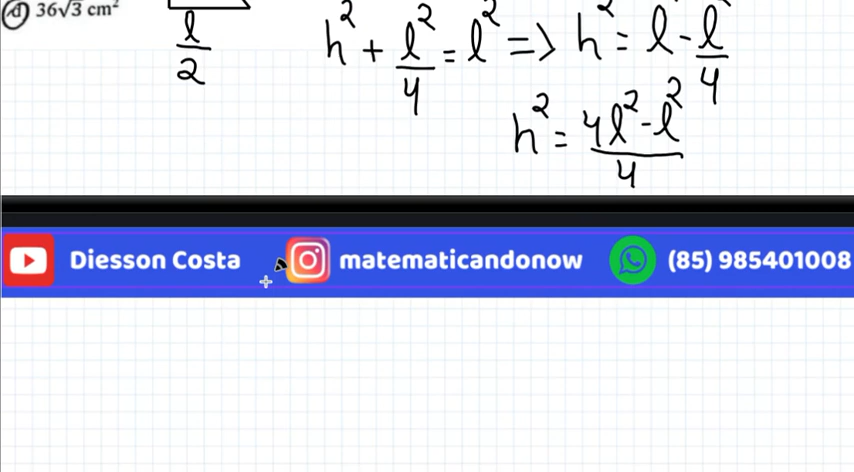 d) 36√3 cm²
l/2
h² + l²/4 = l² => h² = l - l²/4
h² = 4l² - l²/4
Diesson Costa
matematicandonow
(85) 985401008